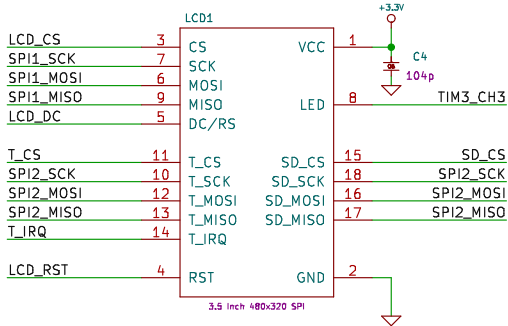 LCD1
+3.3V
LCD_CS 3 CS VCC 1
C4
104p
SPI1_SCK 7 SCK
SPI1_MOSI 6 MOSI
SPI1_MISO 9 MISO LED 8 TIM3_CH3
LCD_DC 5 DC/RS
T_CS 11 T_CS SD_CS 15 SD_CS
SPI2_SCK 10 T_SCK SD_SCK 18 SPI2_SCK
SPI2_MOSI 12 T_MOSI SD_MOSI 16 SPI2_MOSI
SPI2_MISO 13 T_MISO SD_MISO 17 SPI2_MISO
T_IRQ 14 T_IRQ
LCD_RST 4 RST GND 2
3.5 inch 480x320 SPI